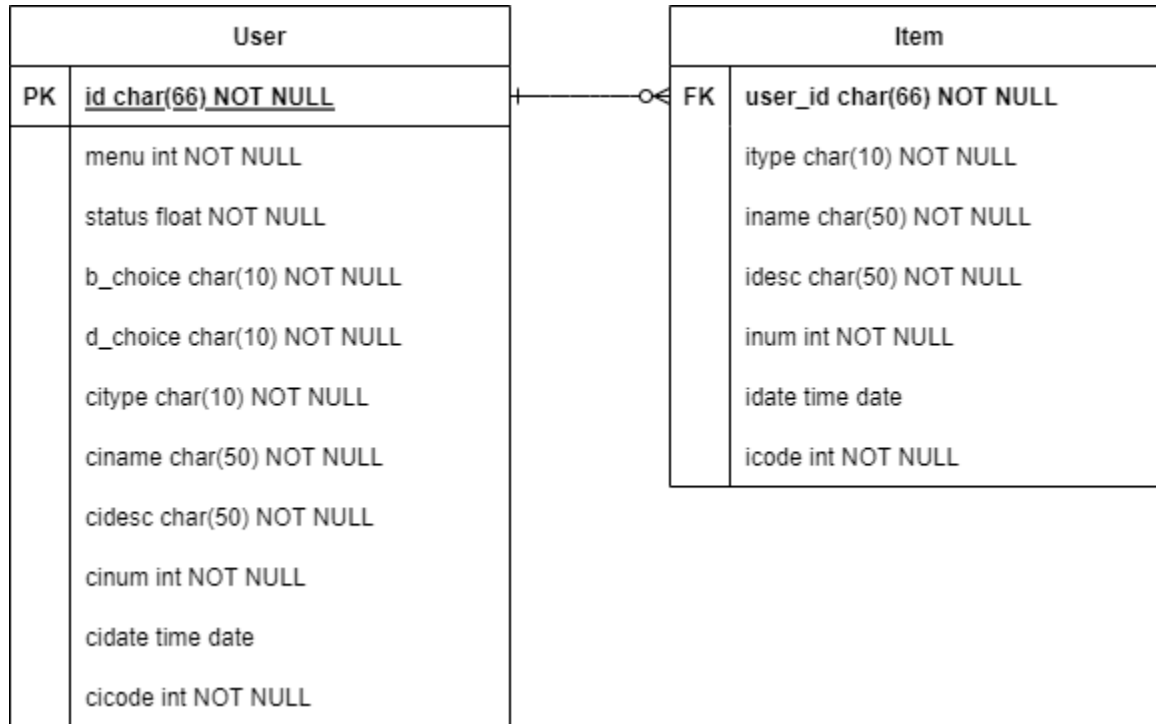 User
PK id char(66) NOT NULL
menu int NOT NULL
status float NOT NULL
b_choice char(10) NOT NULL
d_choice char(10) NOT NULL
citype char(10) NOT NULL
ciname char(50) NOT NULL
cidesc char(50) NOT NULL
cinum int NOT NULL
cidate time date
cicode int NOT NULL
Item
FK user_id char(66) NOT NULL
itype char(10) NOT NULL
iname char(50) NOT NULL
idesc char(50) NOT NULL
inum int NOT NULL
idate time date
icode int NOT NULL